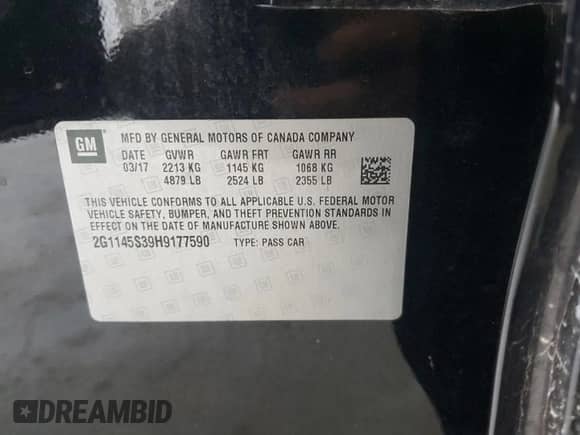 GM
MFD BY GENERAL MOTORS OF CANADA COMPANY
DATE GVWR GAWR FRT GAWR RR
03/17 2213 KG 1145 KG 1068 KG
4879 LB 2524 LB 2355 LB
THIS VEHICLE CONFORMS TO ALL APPLICABLE U.S. FEDERAL MOTOR
VEHICLE SAFETY, BUMPER, AND THEFT PREVENTION STANDARDS IN
EFFECT ON THE DATE OF MANUFACTURE SHOWN ABOVE.
2G1145S39H9177590 TYPE: PASS CAR
DREAMBID